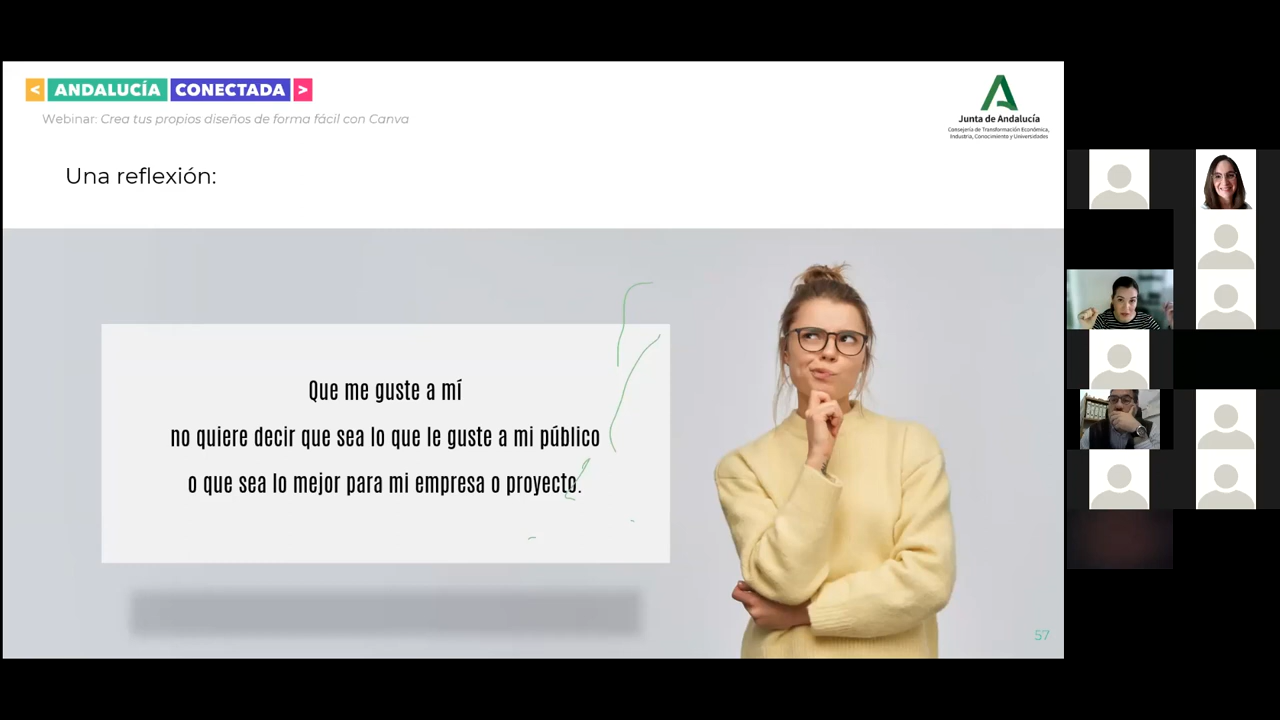 < ANDALUCÍA CONECTADA >
Webinar: Crea tus propios diseños de forma fácil con Canva
Junta de Andalucía
Consejería de Transformación Económica,
Industria, Conocimiento y Universidades
Una reflexión:
Que me guste a mí
no quiere decir que sea lo que le guste a mi público
o que sea lo mejor para mi empresa o proyecto.
57